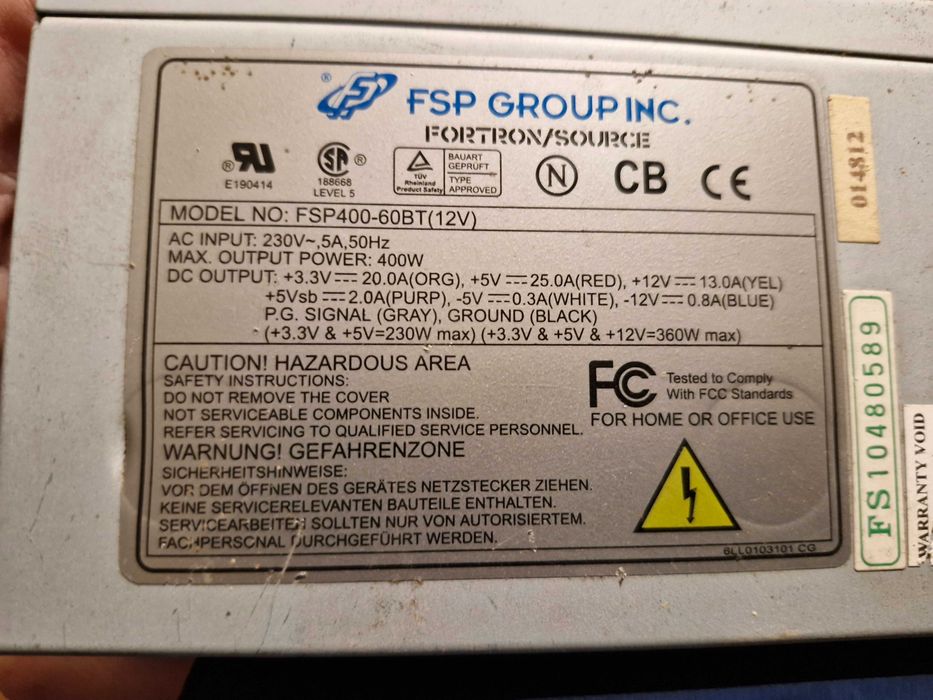 FSP GROUP INC.
FORTRON/SOURCE
® RU ®
E190414
SA ®
188668
LEVEL 5
TÜV
Rheinland
Product Safety
BAUART
GEPRÜFT
TYPE
APPROVED
N
CB
CE
MODEL NO: FSP400-60BT(12V)
AC INPUT: 230V~,5A,50Hz
MAX. OUTPUT POWER: 400W
DC OUTPUT: +3.3V⎓20.0A(ORG), +5V⎓25.0A(RED), +12V⎓13.0A(YEL)
+5Vsb⎓2.0A(PURP), -5V⎓0.3A(WHITE), -12V⎓0.8A(BLUE)
P.G. SIGNAL (GRAY), GROUND (BLACK)
(+3.3V & +5V=230W max) (+3.3V & +5V & +12V=360W max)
CAUTION! HAZARDOUS AREA
SAFETY INSTRUCTIONS:
DO NOT REMOVE THE COVER
NOT SERVICEABLE COMPONENTS INSIDE.
REFER SERVICING TO QUALIFIED SERVICE PERSONNEL.
WARNUNG! GEFAHRENZONE
SICHERHEITSHINWEISE:
VOR DEM ÖFFNEN DES GERÄTES NETZSTECKER ZIEHEN.
KEINE SERVICERELEVANTEN BAUTEILE ENTHALTEN.
SERVICEARBEITEN SOLLTEN NUR VON AUTORISIERTEM.
FACHPERSONAL DURCHGEFÜHRT WERDEN.
FC
Tested to Comply
With FCC Standards
FOR HOME OR OFFICE USE
6LL0103101 CG
014812
FS10480589
WARRANTY VOID